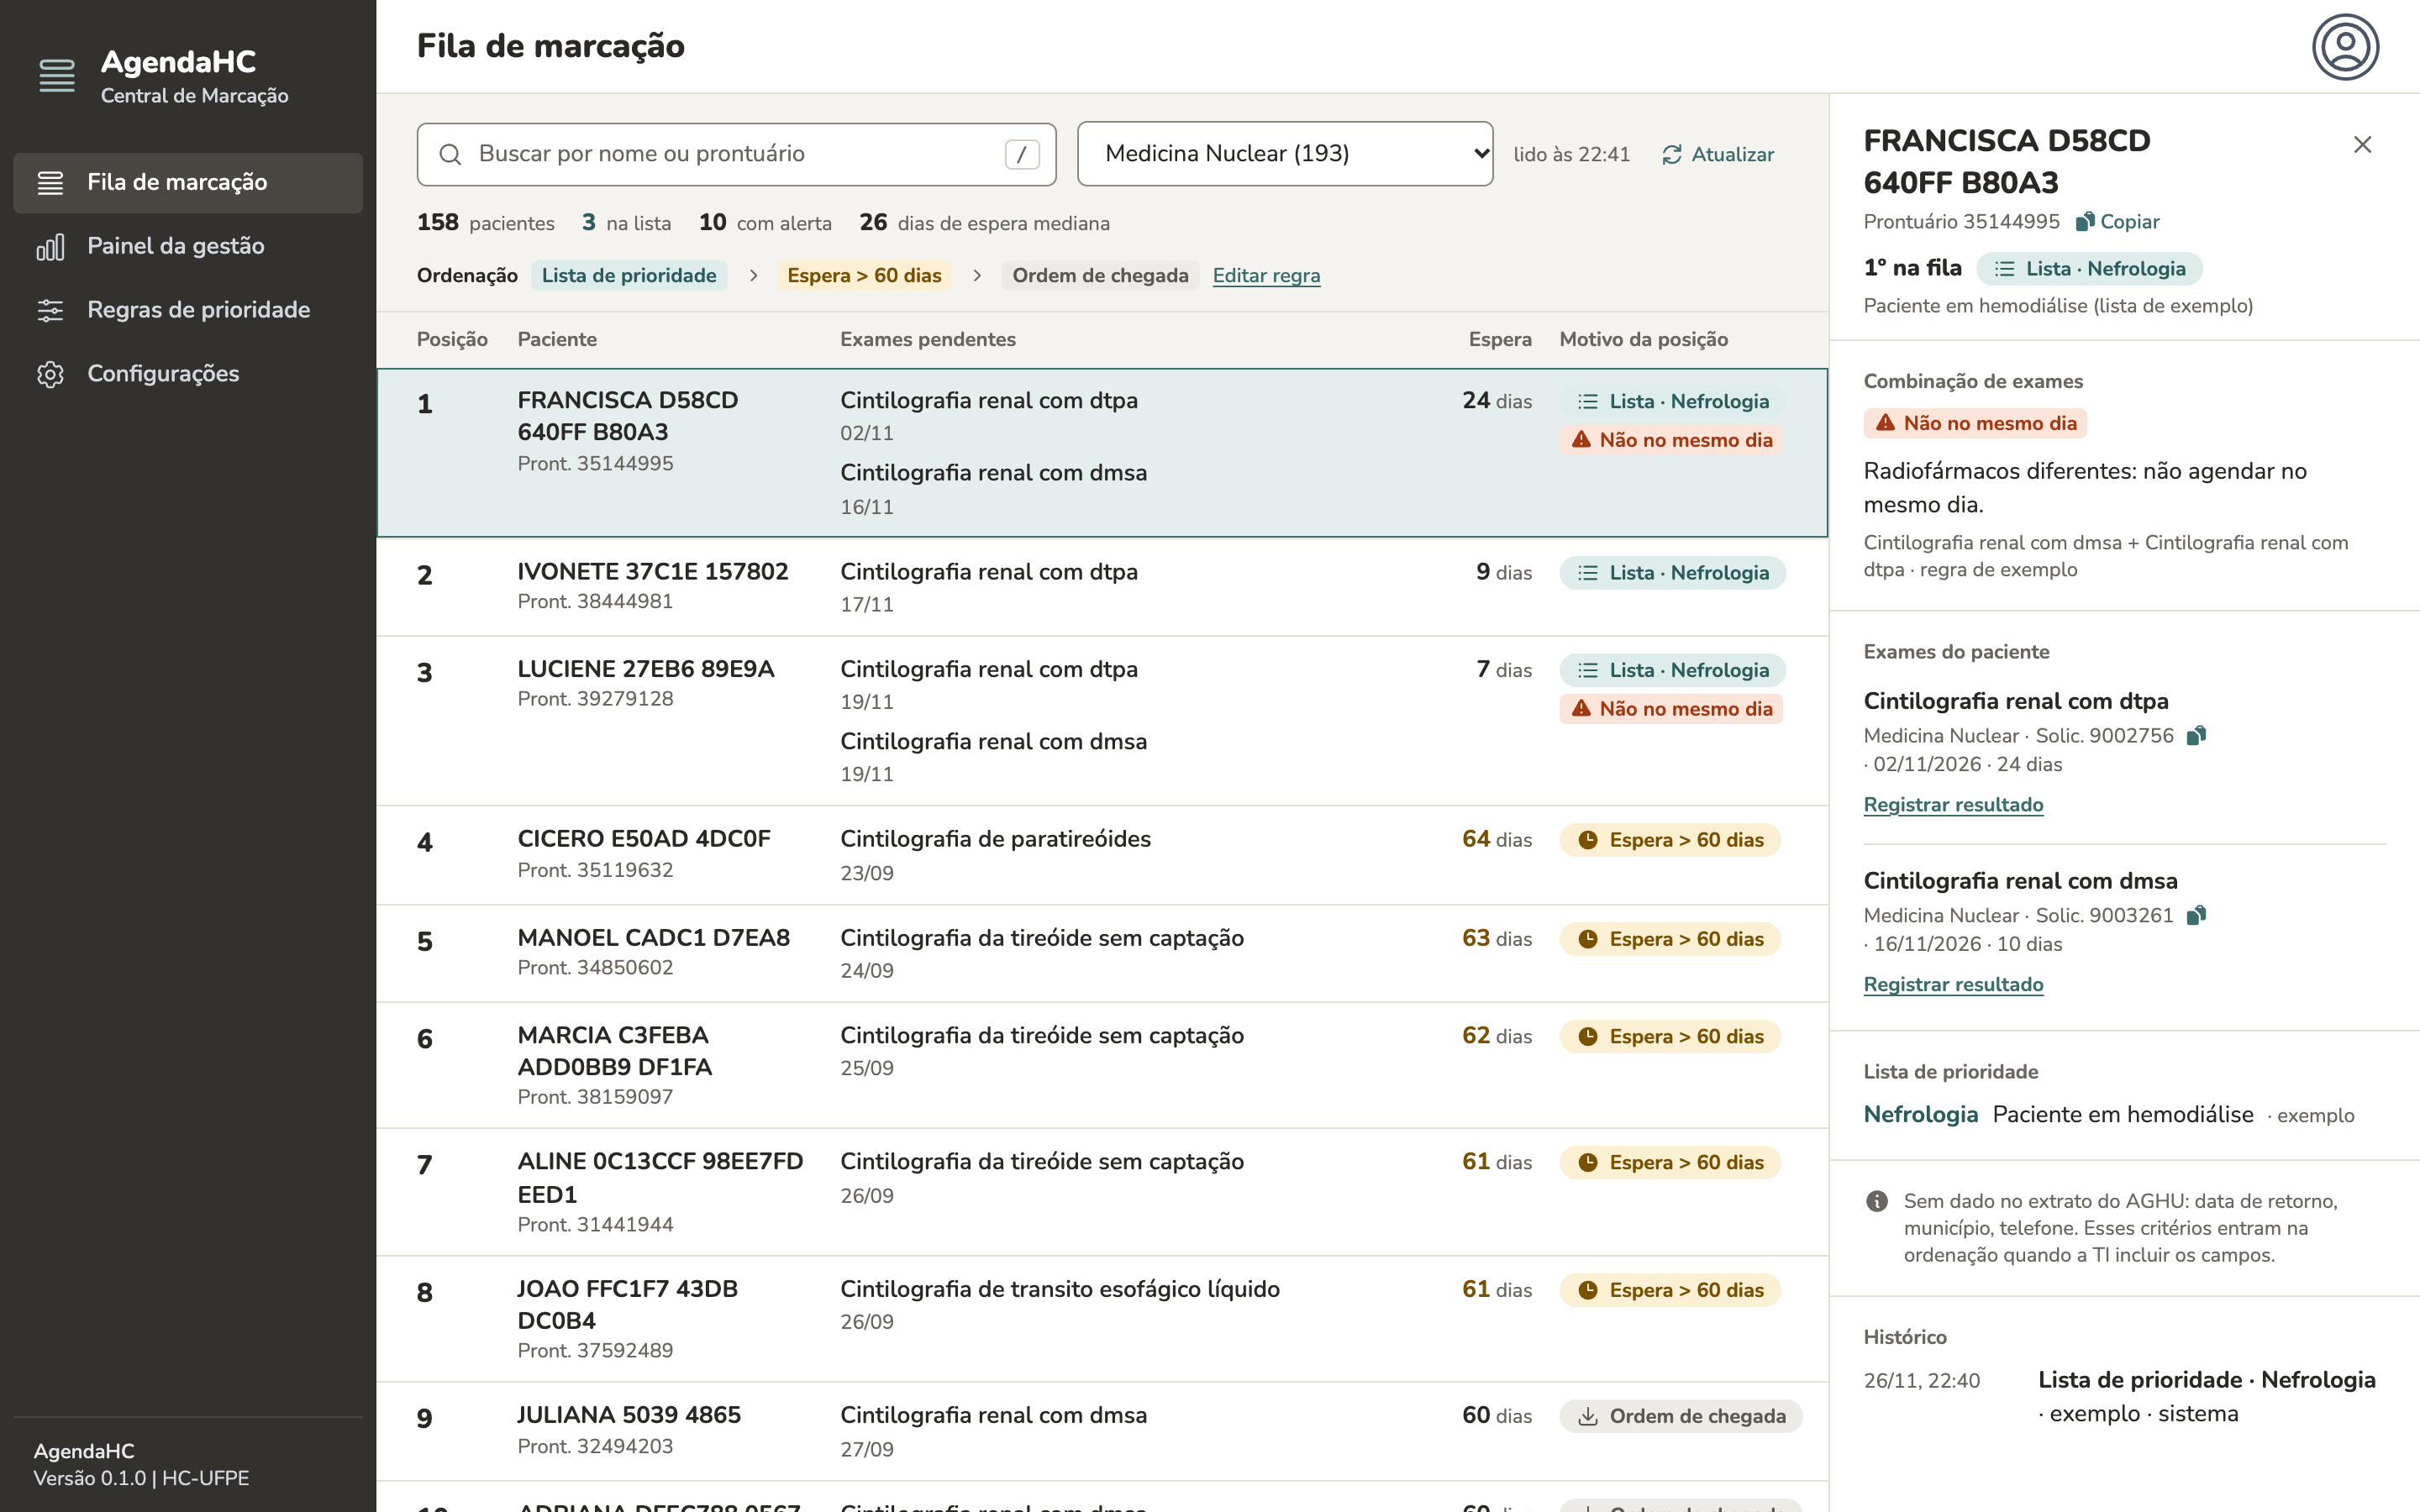 AgendaHC
Central de Marcação
Fila de marcação
Painel da gestão
Regras de prioridade
Configurações
AgendaHC
Versão 0.1.0 | HC-UFPE
Fila de marcação
Buscar por nome ou prontuário /
Medicina Nuclear (193)
lido às 22:41
Atualizar
158 pacientes 3 na lista 10 com alerta 26 dias de espera mediana
Ordenação Lista de prioridade > Espera > 60 dias > Ordem de chegada Editar regra
Posição Paciente Exames pendentes Espera Motivo da posição
1
FRANCISCA D58CD
640FF B80A3
Pront. 35144995
Cintilografia renal com dtpa
02/11
Cintilografia renal com dmsa
16/11
24 dias
Lista · Nefrologia
Não no mesmo dia
2
IVONETE 37C1E 157802
Pront. 38444981
Cintilografia renal com dtpa
17/11
9 dias
Lista · Nefrologia
3
LUCIENE 27EB6 89E9A
Pront. 39279128
Cintilografia renal com dtpa
19/11
Cintilografia renal com dmsa
19/11
7 dias
Lista · Nefrologia
Não no mesmo dia
4
CICERO E50AD 4DC0F
Pront. 35119632
Cintilografia de paratireóides
23/09
64 dias
Espera > 60 dias
5
MANOEL CADC1 D7EA8
Pront. 34850602
Cintilografia da tireóide sem captação
24/09
63 dias
Espera > 60 dias
6
MARCIA C3FEBA
ADD0BB9 DF1FA
Pront. 38159097
Cintilografia da tireóide sem captação
25/09
62 dias
Espera > 60 dias
7
ALINE 0C13CCF 98EE7FD
EED1
Pront. 31441944
Cintilografia da tireóide sem captação
26/09
61 dias
Espera > 60 dias
8
JOAO FFC1F7 43DB
DC0B4
Pront. 37592489
Cintilografia de transito esofágico líquido
26/09
61 dias
Espera > 60 dias
9
JULIANA 5039 4865
Pront. 32494203
Cintilografia renal com dmsa
27/09
60 dias
Ordem de chegada
FRANCISCA D58CD
640FF B80A3
Prontuário 35144995 Copiar
1º na fila Lista · Nefrologia
Paciente em hemodiálise (lista de exemplo)
Combinação de exames
Não no mesmo dia
Radiofármacos diferentes: não agendar no
mesmo dia.
Cintilografia renal com dmsa + Cintilografia renal com
dtpa · regra de exemplo
Exames do paciente
Cintilografia renal com dtpa
Medicina Nuclear · Solic. 9002756
· 02/11/2026 · 24 dias
Registrar resultado
Cintilografia renal com dmsa
Medicina Nuclear · Solic. 9003261
· 16/11/2026 · 10 dias
Registrar resultado
Lista de prioridade
Nefrologia Paciente em hemodiálise · exemplo
Sem dado no extrato do AGHU: data de retorno,
município, telefone. Esses critérios entram na
ordenação quando a TI incluir os campos.
Histórico
26/11, 22:40 Lista de prioridade · Nefrologia
· exemplo · sistema